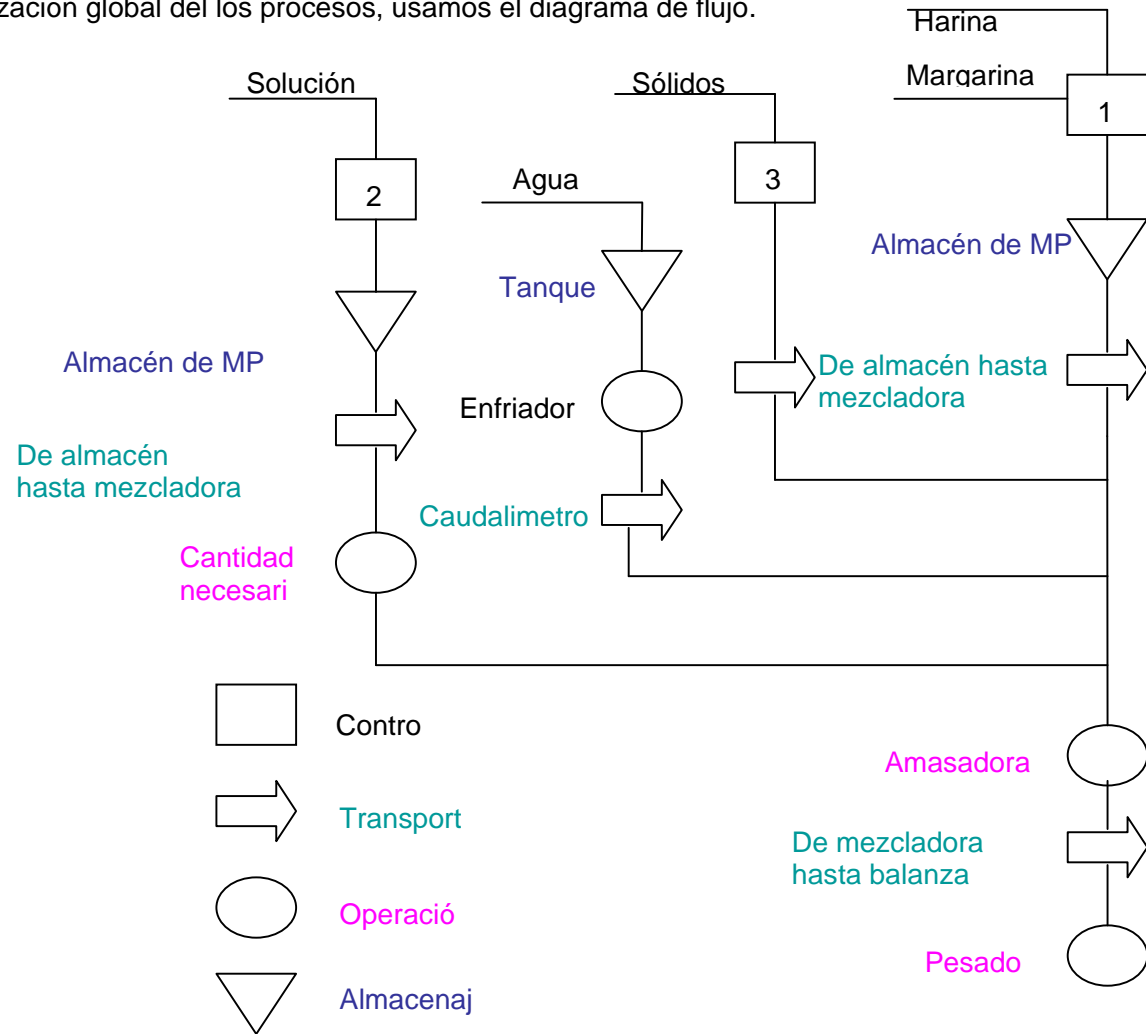 zación global del los procesos, usamos el diagrama de flujo.
Harina
Solución
Sólidos
Margarina
1
2
Agua
3
Almacén de MP
Tanque
Almacén de MP
De almacén hasta
mezcladora
Enfriador
De almacén
hasta mezcladora
Caudalimetro
Cantidad
necesari
Contro
Amasadora
Transport
De mezcladora
hasta balanza
Operació
Pesado
Almacenaj